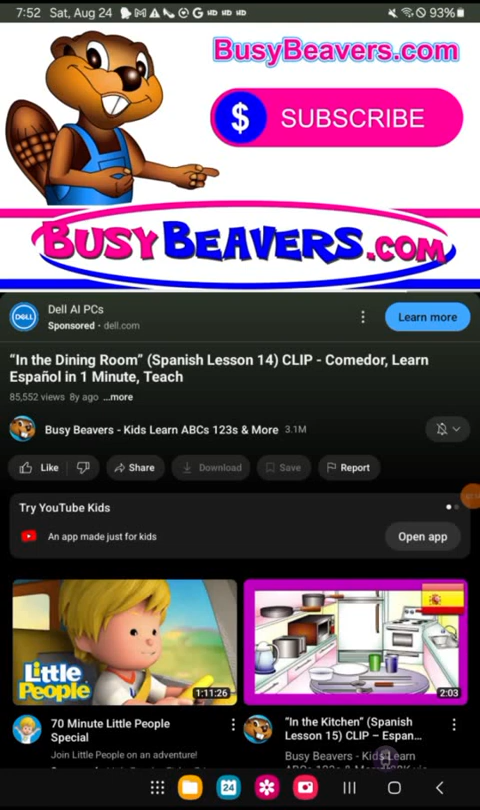 7:52 Sat, Aug 24
93%
BusyBeavers.com
$ SUBSCRIBE
BUSYBEAVERS.COM
DELL
Dell AI PCs
Sponsored • dell.com
Learn more
“In the Dining Room” (Spanish Lesson 14) CLIP - Comedor, Learn
Español in 1 Minute, Teach
85,552 views 8y ago ...more
Busy Beavers - Kids Learn ABCs 123s & More 3.1M
Like Share Download Save Report
Try YouTube Kids
An app made just for kids
Open app
Little
People
1:11:26
2:03
70 Minute Little People
Special
Join Little People on an adventure!
“In the Kitchen” (Spanish
Lesson 15) CLIP – Espan...
Busy Beavers - Kids Learn
24